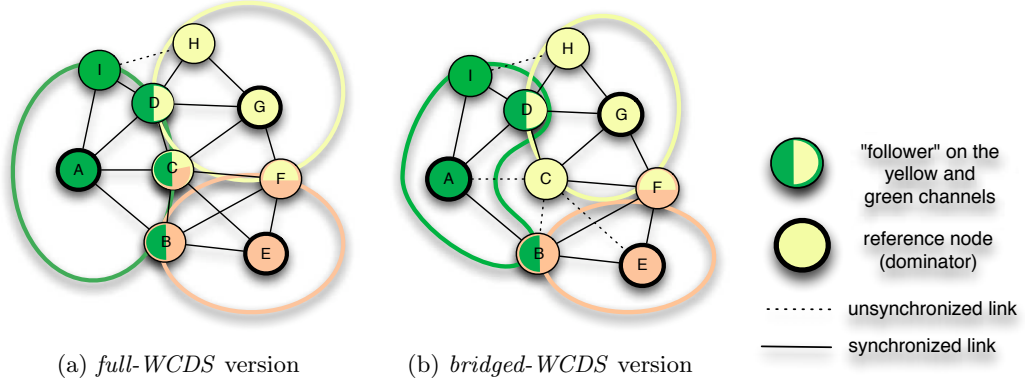 H
I
D
G
A
C
F
B
E
H
I
D
G
A
C
F
B
E
"follower" on the
yellow and
green channels
reference node
(dominator)
unsynchronized link
synchronized link
(a) full-WCDS version
(b) bridged-WCDS version